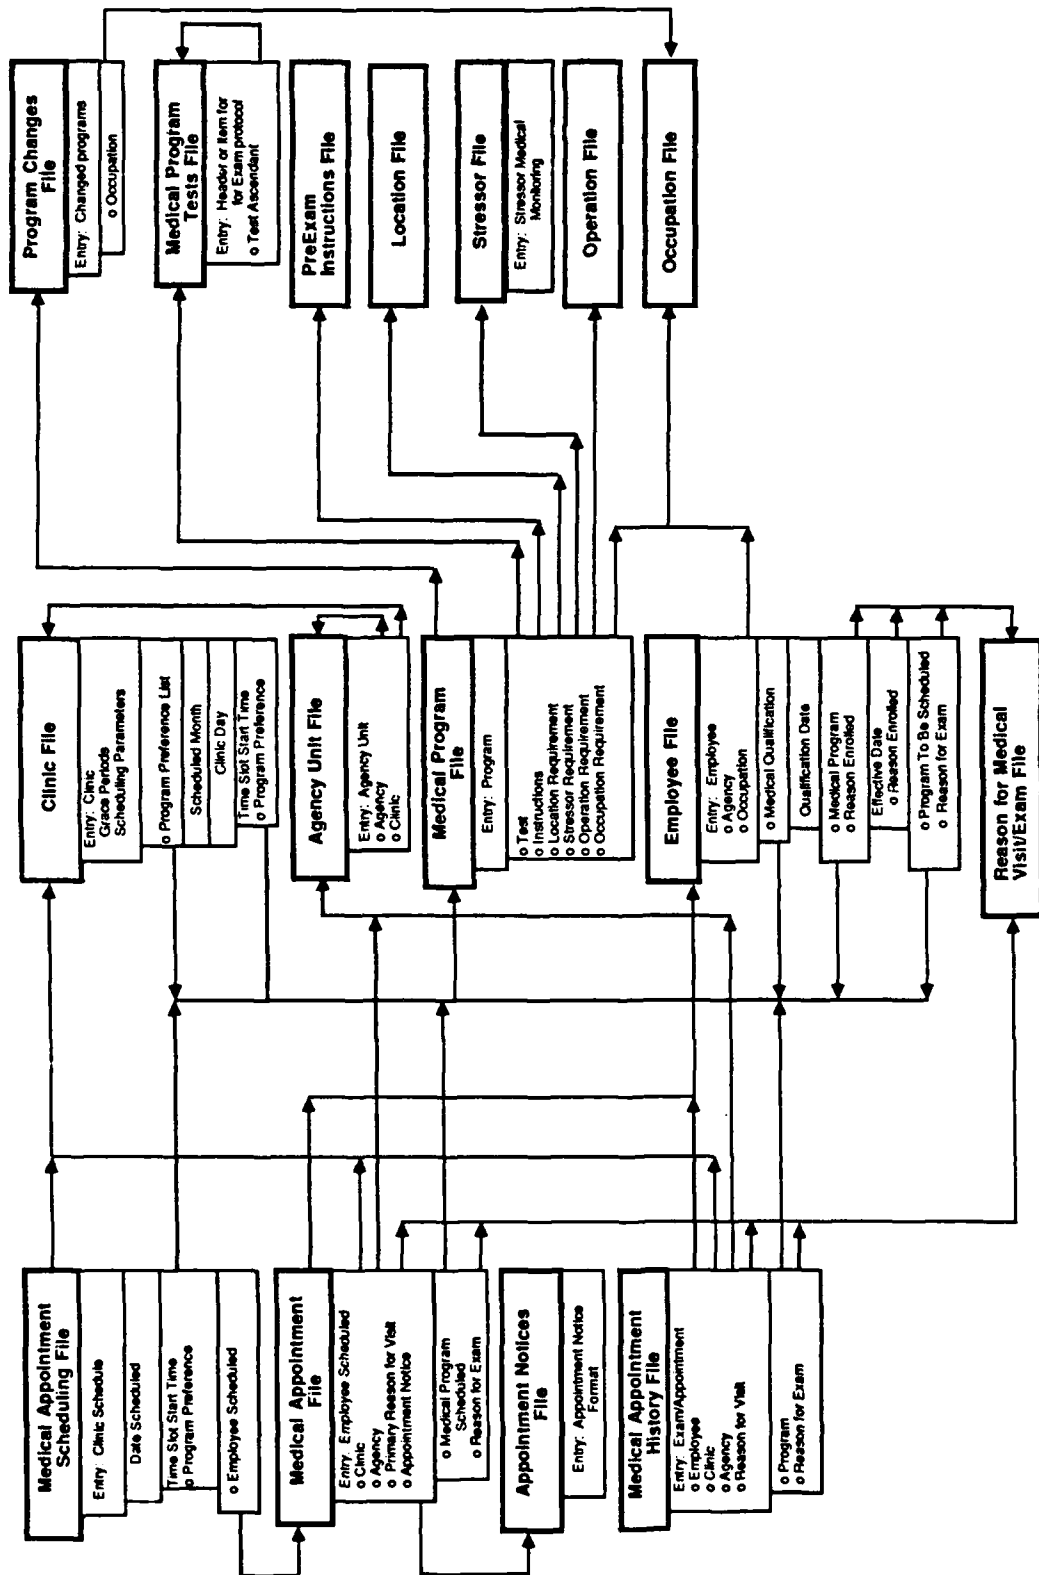 Medical Appointment
Scheduling File
Entry: Clinic Schedule
Date Scheduled
Time Slot Start Time
o Program Preference
o Employee Scheduled
Medical Appointment
File
Entry: Employee Scheduled
o Clinic
o Agency
o Primary Reason for Visit
o Appointment Notice
o Medical Program
Scheduled
o Reason for Exam
Appointment Notices
File
Entry: Appointment Notice
Format
Medical Appointment
History File
Entry: Exam/Appointment
o Employee
o Clinic
o Agency
o Reason for Visit
o Program
o Reason for Exam
Clinic File
Entry: Clinic
Grace Periods
Scheduling Parameters
o Program Preference List
Scheduled Month
Clinic Day
Time Slot Start Time
o Program Preference
Agency Unit File
Entry: Agency Unit
o Agency
o Clinic
Medical Program
File
Entry: Program
o Test
o Instructions
o Location Requirement
o Stressor Requirement
o Operation Requirement
o Occupation Requirement
Employee File
Entry: Employee
o Agency
o Occupation
o Medical Qualification
Qualification Date
o Medical Program
o Reason Enrolled
Effective Date
o Reason Enrolled
o Program To Be Scheduled
o Reason for Exam
Reason for Medical
Visit/Exam File
Program Changes
File
Entry: Changed programs
o Occupation
Medical Program
Tests File
Entry: Header or Item for
for Exam protocol
o Test Ascendant
PreExam
Instructions File
Location File
Stressor File
Entry: Stressor Medical
Monitoring
Operation File
Occupation File